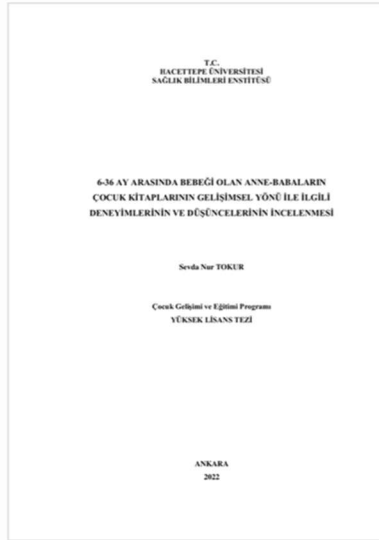 T.C.
HACETTEPE ÜNİVERSİTESİ
SAĞLIK BİLİMLERİ ENSTİTÜSÜ
6-36 AY ARASINDA BEBEĞİ OLAN ANNE-BABALARIN
ÇOCUK KİTAPLARININ GELİŞİMSEL YÖNÜ İLE İLGİLİ
DENEYİMLERİNİN VE DÜŞÜNCELERİNİN İNCELENMESİ
Sevda Nur TOKUR
Çocuk Gelişimi ve Eğitimi Programı
YÜKSEK LİSANS TEZİ
ANKARA
2022